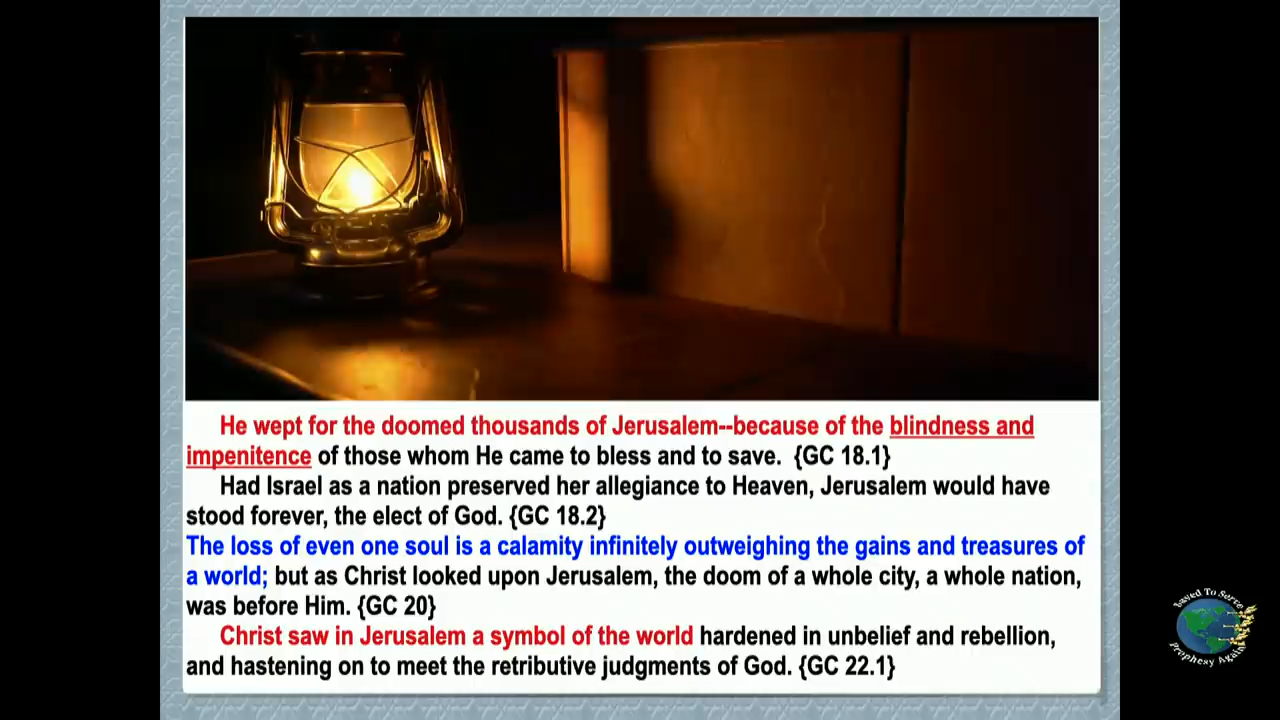 He wept for the doomed thousands of Jerusalem--because of the blindness and
impenitence of those whom He came to bless and to save.  {GC 18.1}
Had Israel as a nation preserved her allegiance to Heaven, Jerusalem would have
stood forever, the elect of God. {GC 18.2}
The loss of even one soul is a calamity infinitely outweighing the gains and treasures of
a world; but as Christ looked upon Jerusalem, the doom of a whole city, a whole nation,
was before Him. {GC 20}
Christ saw in Jerusalem a symbol of the world hardened in unbelief and rebellion,
and hastening on to meet the retributive judgments of God. {GC 22.1}
To Serve
Prophesy Again